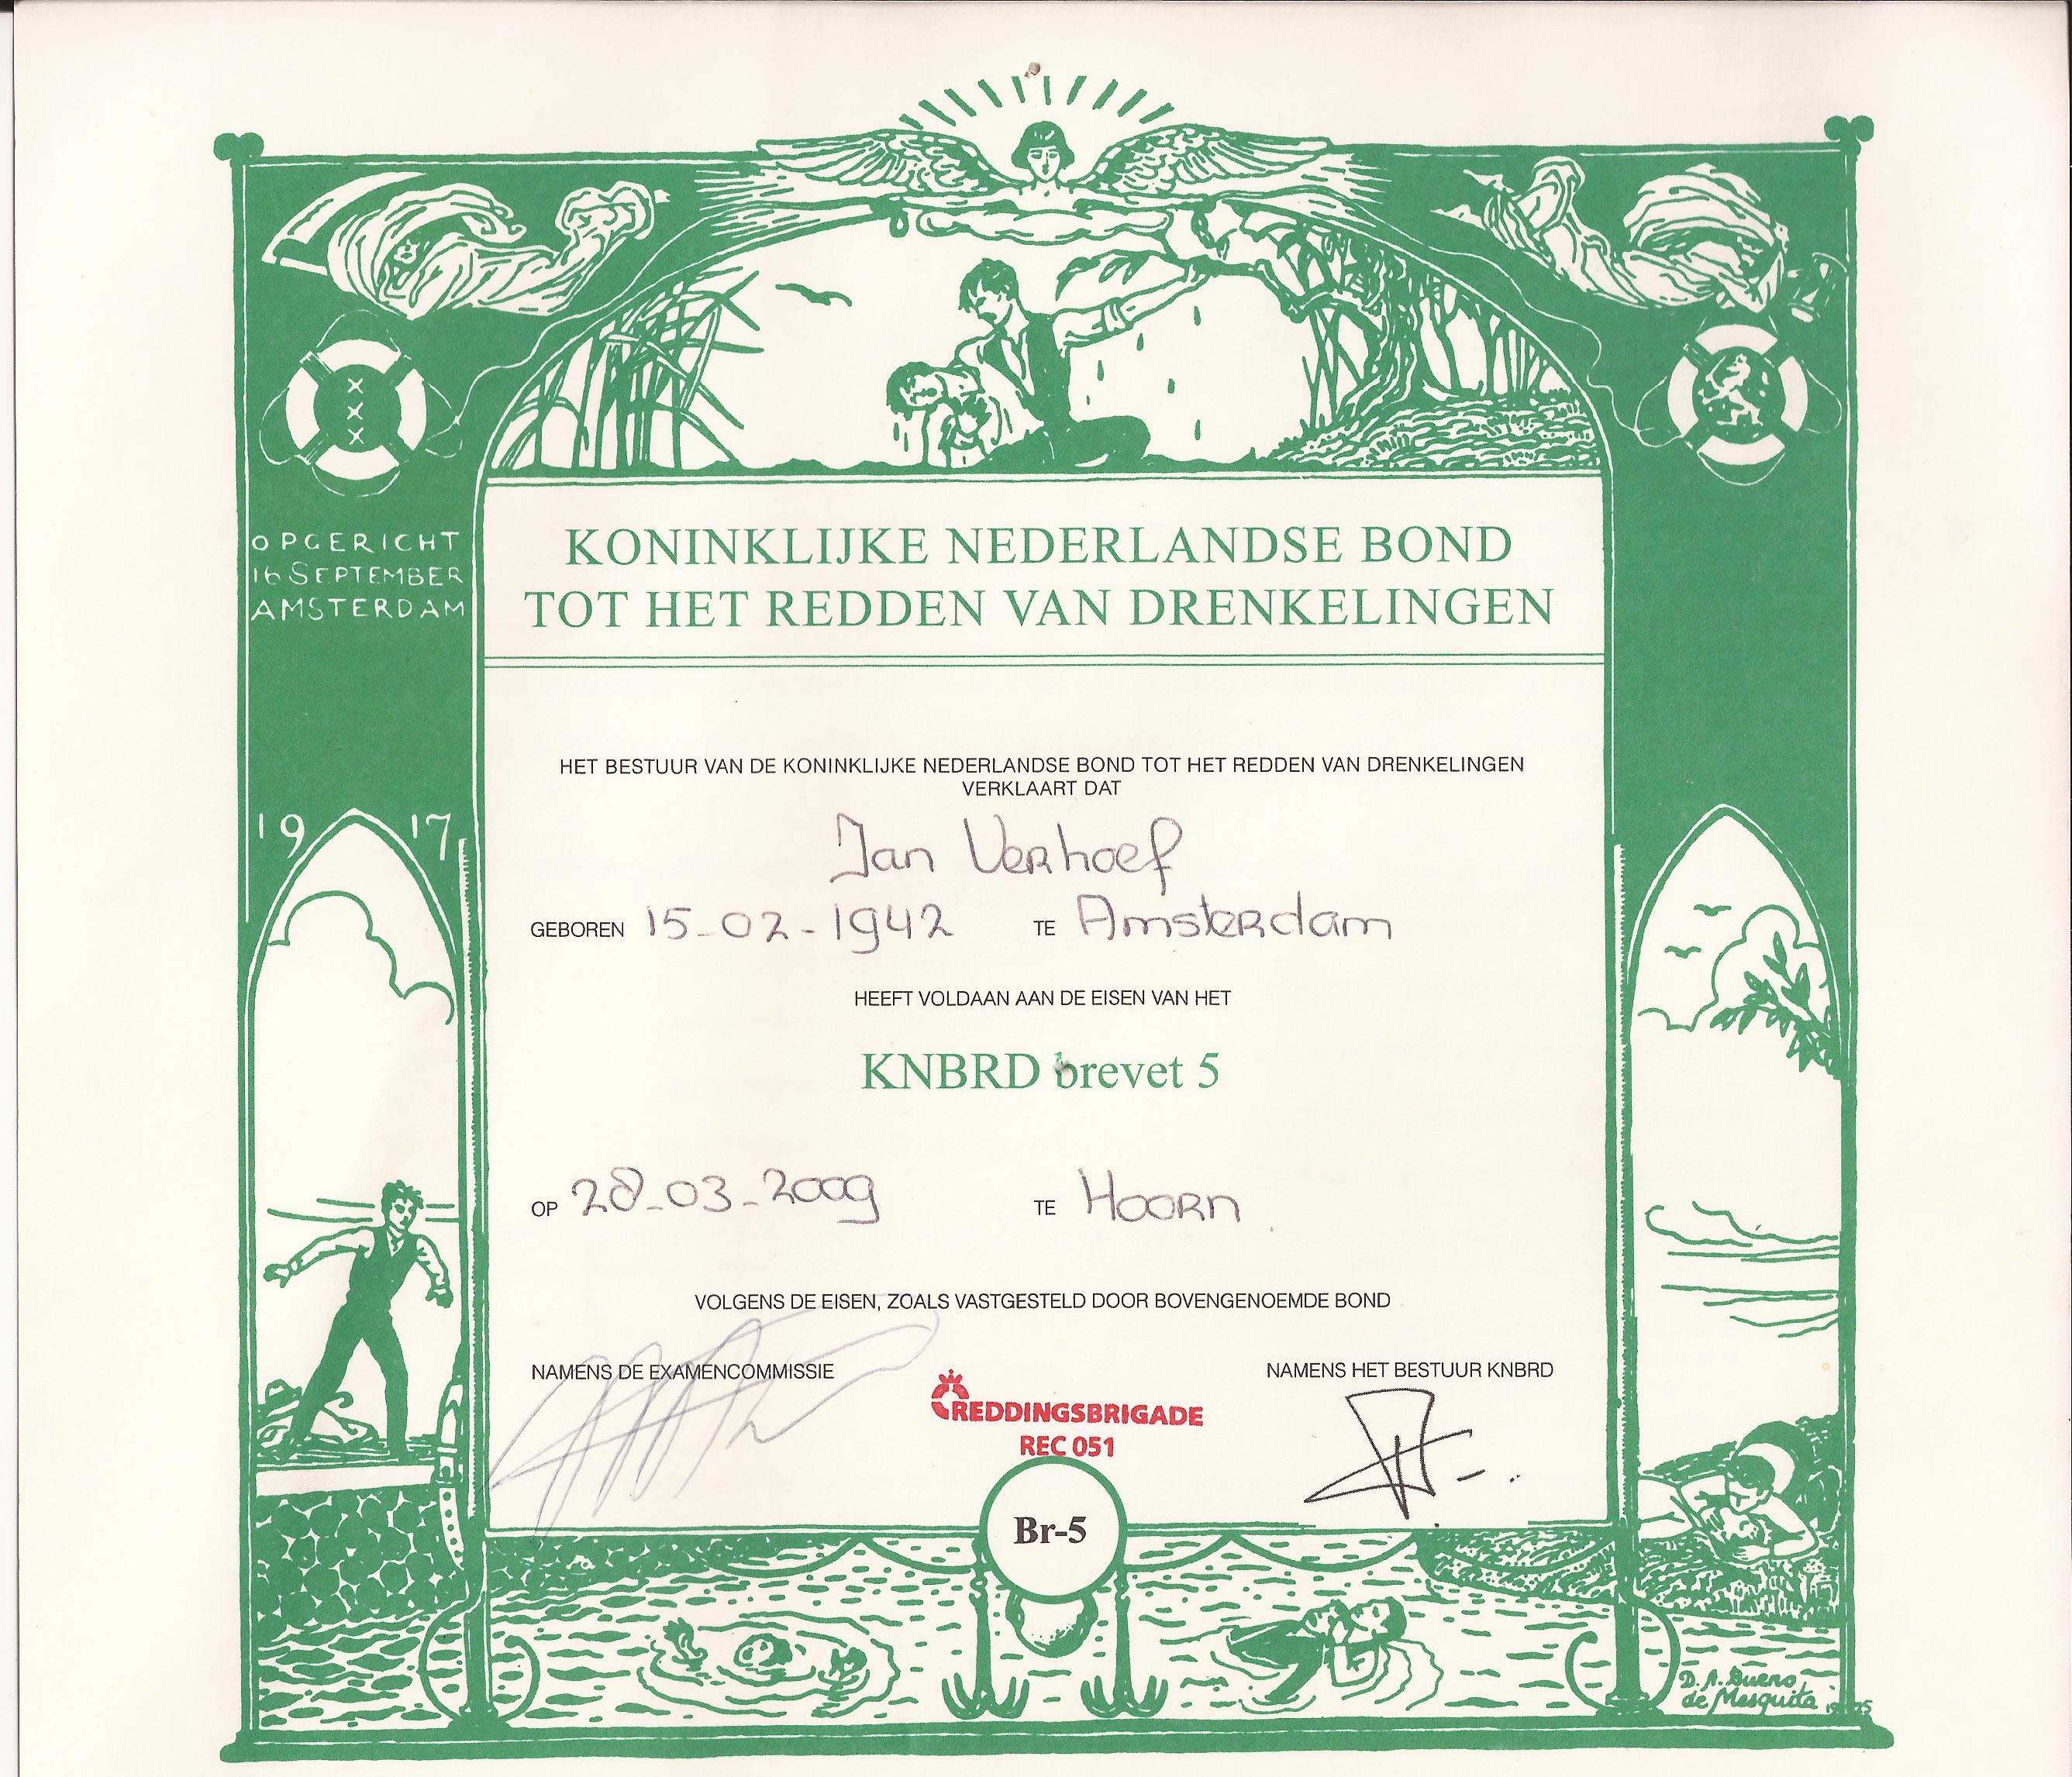 OPGERICHT
16 SEPTEMBER
AMSTERDAM
19 17
KONINKLIJKE NEDERLANDSE BOND
TOT HET REDDEN VAN DRENKELINGEN
HET BESTUUR VAN DE KONINKLIJKE NEDERLANDSE BOND TOT HET REDDEN VAN DRENKELINGEN
VERKLAART DAT
Jan Verhoef
GEBOREN 15-02-1942 TE Amsterdam
HEEFT VOLDAAN AAN DE EISEN VAN HET
KNBRD brevet 5
OP 28-03-2009 TE Hoorn
VOLGENS DE EISEN, ZOALS VASTGESTELD DOOR BOVENGENOEMDE BOND
NAMENS DE EXAMENCOMMISSIE NAMENS HET BESTUUR KNBRD
REDDINGSBRIGADE
REC 051
Br-5
D. A. Bueno
de Mesquita